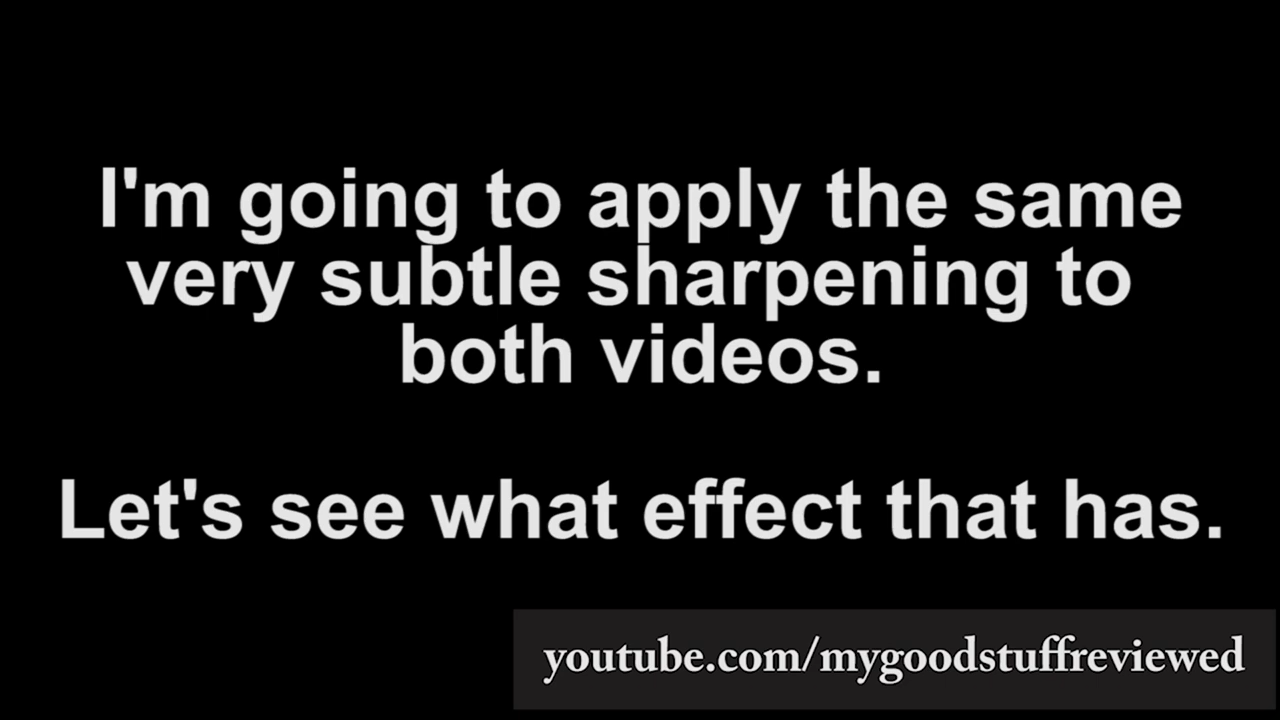 I'm going to apply the same
very subtle sharpening to
both videos.
Let's see what effect that has.
youtube.com/mygoodstuffreviewed